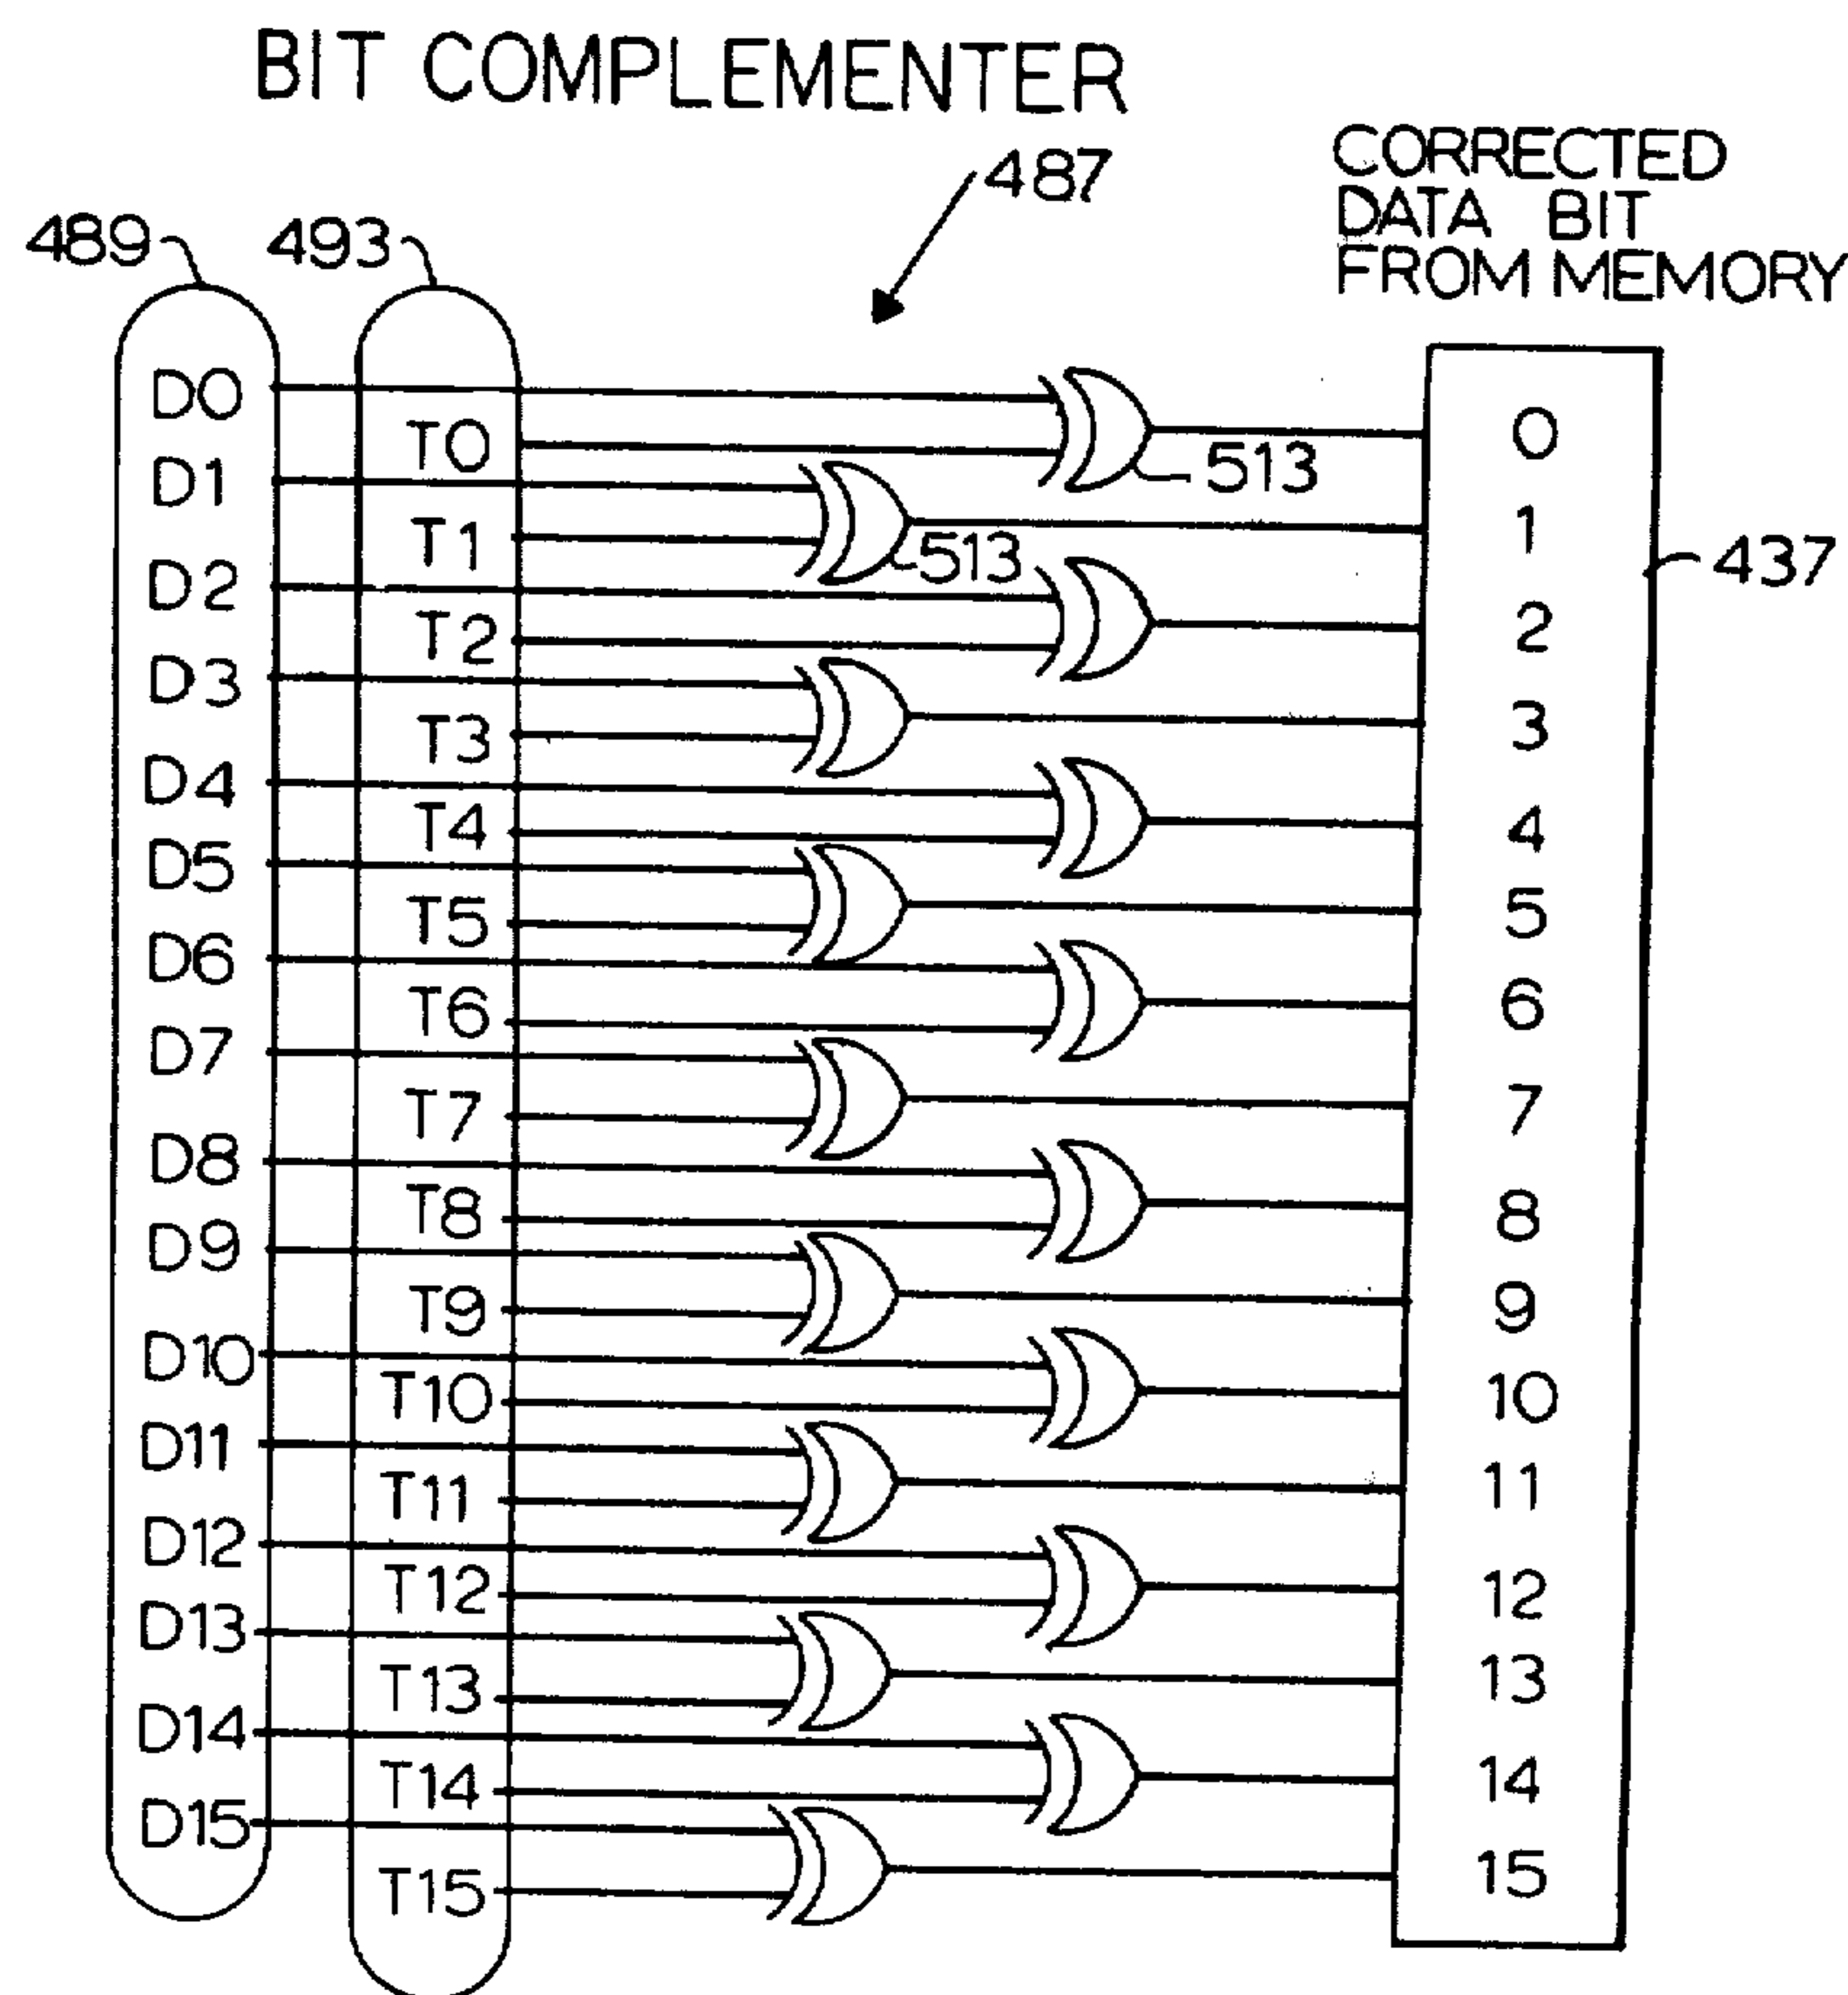 BIT COMPLEMENTER
487
CORRECTED
DATA BIT
FROM MEMORY
489
493
D0
T0
513
0
D1
T1
513
1
437
D2
T2
2
D3
T3
3
D4
T4
4
D5
T5
5
D6
T6
6
D7
T7
7
D8
T8
8
D9
T9
9
D10
T10
10
D11
T11
11
D12
T12
12
D13
T13
13
D14
T14
14
D15
T15
15